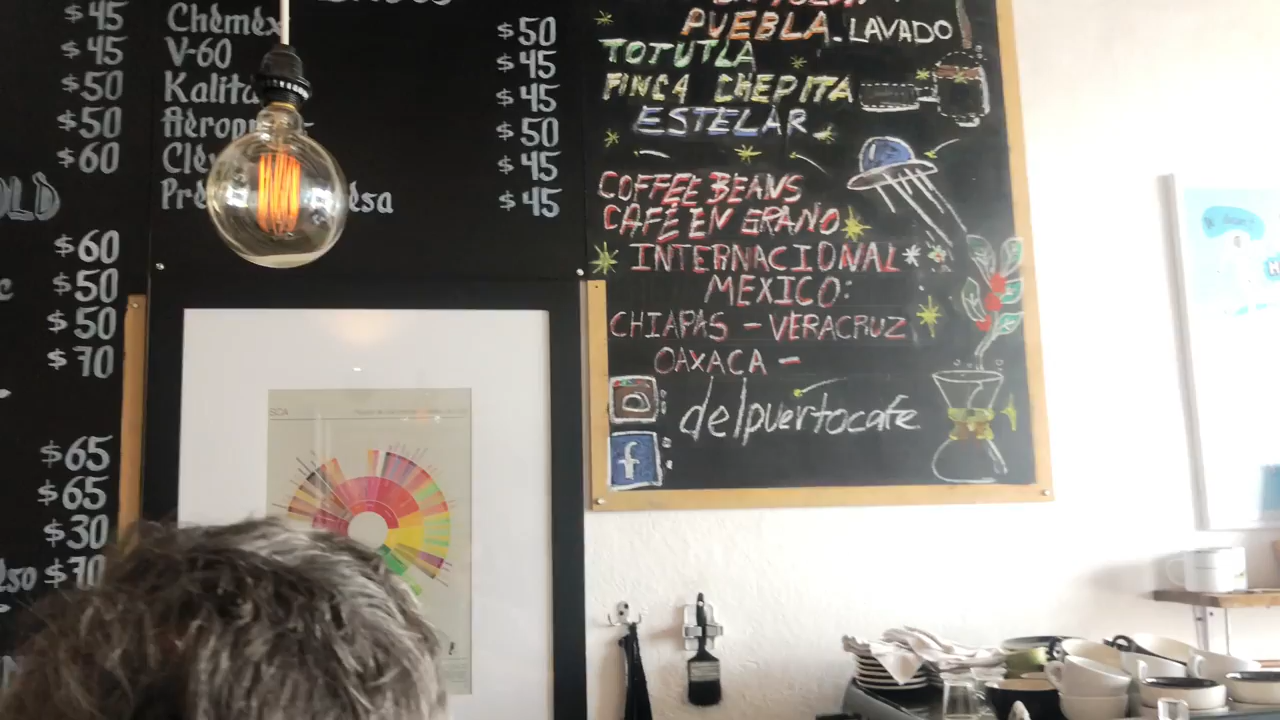 $45
$45
$50
$50
$60
OLD
$60
$50
$50
$70
$65
$65
$30
$70
Chemex $50
V-60 $45
Kalita $45
$50
$45
$45
PUEBLA. LAVADO
TOTUTLA
FINCA CHEPITA
ESTELAR.
COFFEE BEANS
CAFÉ EN GRANO
INTERNACIONAL
MEXICO:
CHIAPAS - VERACRUZ
OAXACA -
delpuertocafe
f
SCA